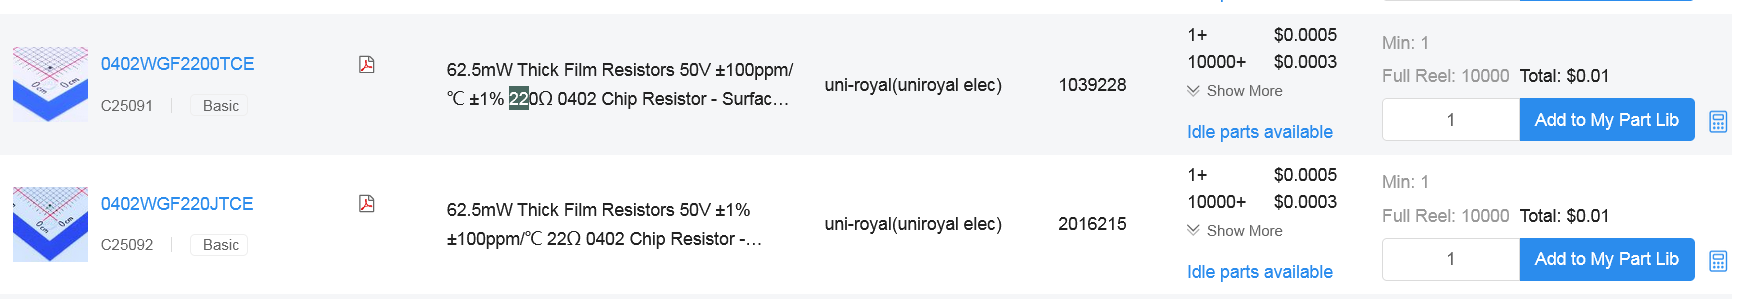 0402WGF2200TCE
C25091 Basic
62.5mW Thick Film Resistors 50V ±100ppm/
℃ ±1% 220Ω 0402 Chip Resistor - Surfac...
uni-royal(uniroyal elec)
1039228
1+ $0.0005
10000+ $0.0003
Show More
Idle parts available
Min: 1
Full Reel: 10000 Total: $0.01
1 Add to My Part Lib
0402WGF220JTCE
C25092 Basic
62.5mW Thick Film Resistors 50V ±1%
±100ppm/℃ 22Ω 0402 Chip Resistor -...
uni-royal(uniroyal elec)
2016215
1+ $0.0005
10000+ $0.0003
Show More
Idle parts available
Min: 1
Full Reel: 10000 Total: $0.01
1 Add to My Part Lib